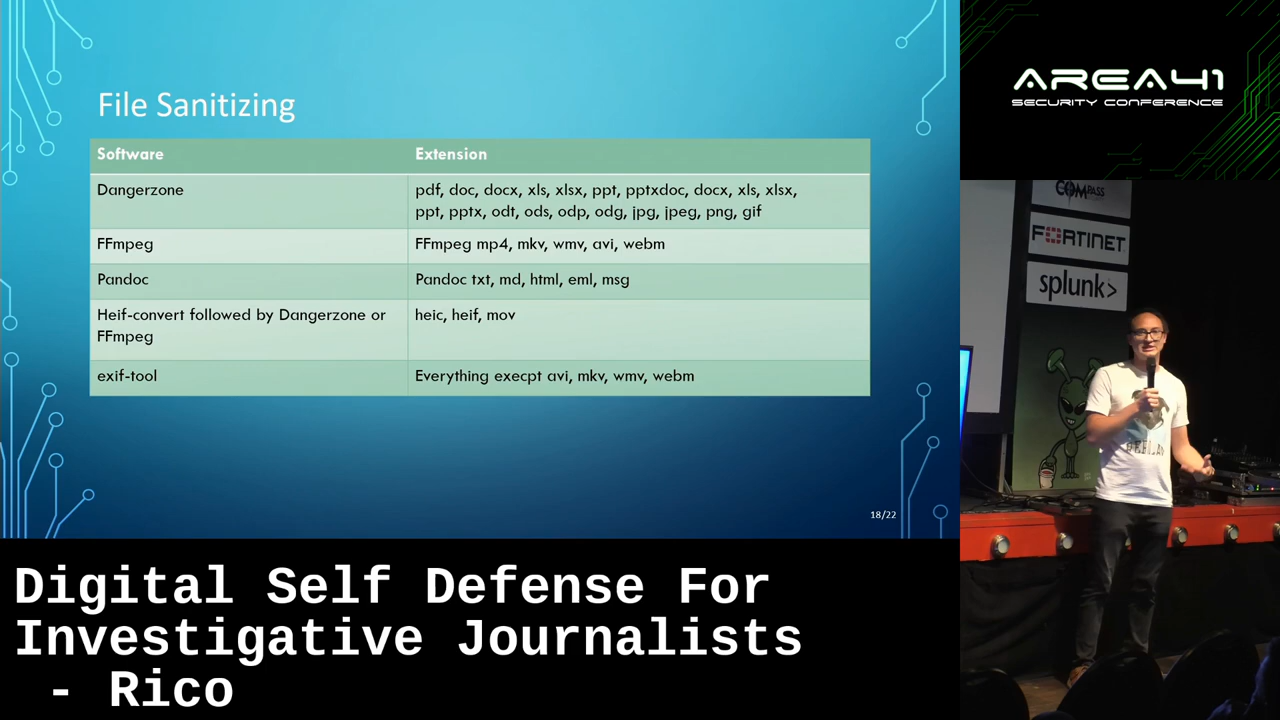 File Sanitizing
Software Extension
Dangerzone pdf, doc, docx, xls, xlsx, ppt, pptxdoc, docx, xls, xlsx,
ppt, pptx, odt, ods, odp, odg, jpg, jpeg, png, gif
FFmpeg FFmpeg mp4, mkv, wmv, avi, webm
Pandoc Pandoc txt, md, html, eml, msg
Heif-convert followed by Dangerzone or heic, heif, mov
FFmpeg
exif-tool Everything execpt avi, mkv, wmv, webm
18/22
Digital Self Defense For
Investigative Journalists
- Rico
AREA41
SECURITY CONFERENCE
COMPASS
FORTINET
splunk>